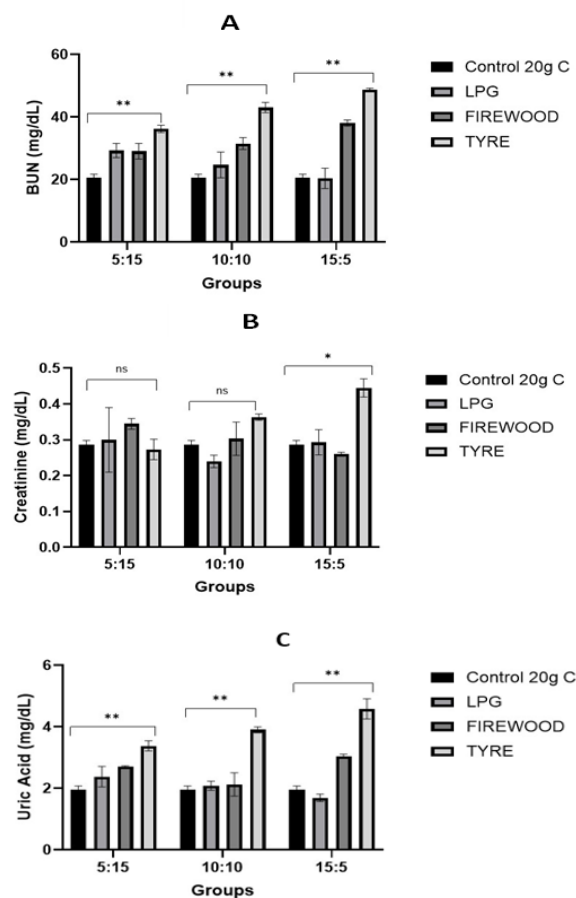 A
BUN (mg/dL)
60
40
20
0
**
**
**
5:15
10:10
15:5
Groups
Control 20g C
LPG
FIREWOOD
TYRE
B
Creatinine (mg/dL)
0.5
0.4
0.3
0.2
0.1
0.0
ns
ns
*
5:15
10:10
15:5
Groups
Control 20g C
LPG
FIREWOOD
TYRE
C
Uric Acid (mg/dL)
6
4
2
0
**
**
**
5:15
10:10
15:5
Groups
Control 20g C
LPG
FIREWOOD
TYRE